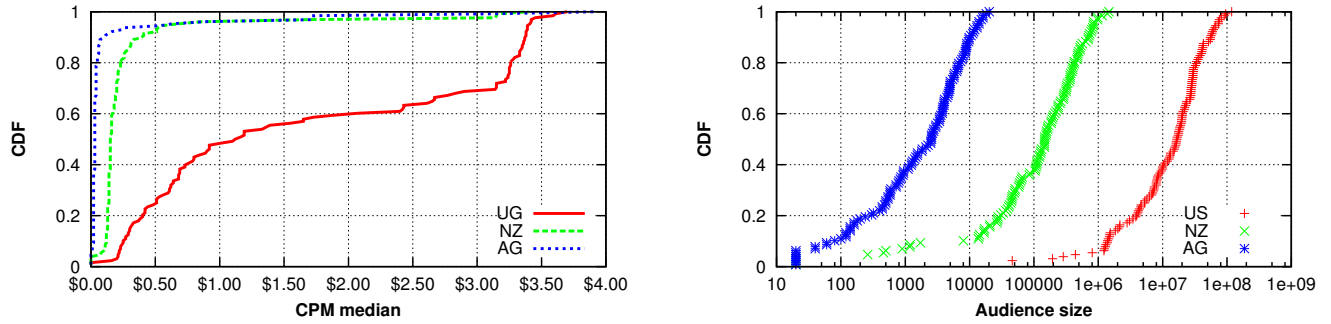 1
0.8
0.6
0.4
0.2
0
CDF
UG
NZ
AG
$0.00 $0.50 $1.00 $1.50 $2.00 $2.50 $3.00 $3.50 $4.00
CPM median
1
0.8
0.6
0.4
0.2
0
CDF
US
NZ
AG
10 100 1000 10000 100000 1e+06 1e+07 1e+08 1e+09
Audience size